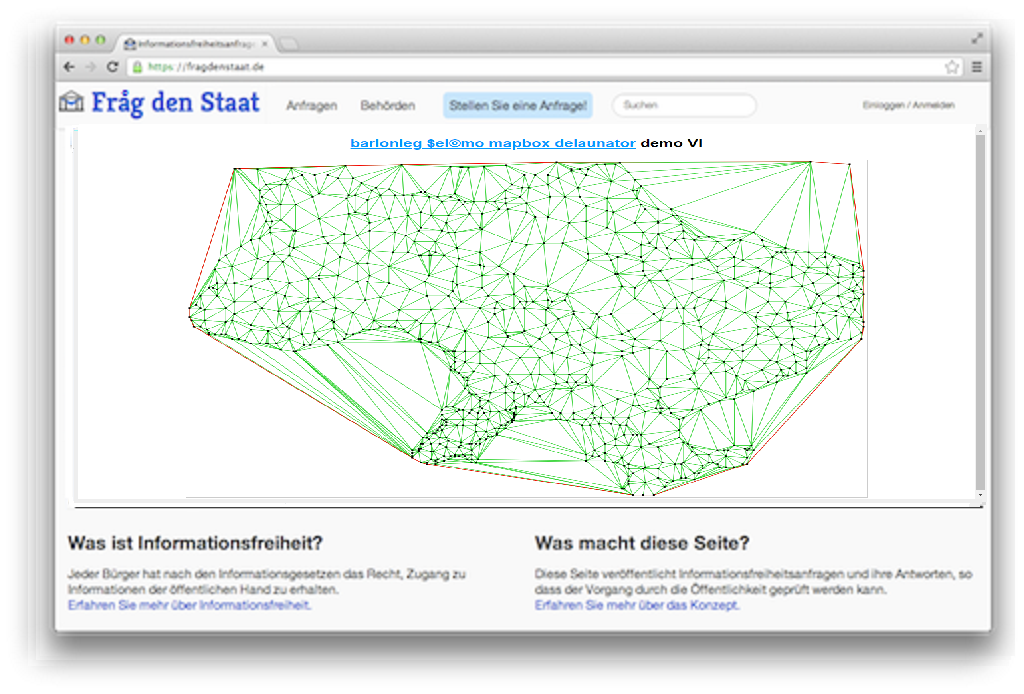 Informationsfreiheitsanfrag
https://fragdenstaat.de
Fråg den Staat
Anfragen
Behörden
Stellen Sie eine Anfrage!
Suchen
Einloggen / Anmelden
barlonleg $el©mo mapbox delaunator demo VI
Was ist Informationsfreiheit?
Jeder Bürger hat nach den Informationsgesetzen das Recht, Zugang zu
Informationen der öffentlichen Hand zu erhalten.
Erfahren Sie mehr über Informationsfreiheit.
Was macht diese Seite?
Diese Seite veröffentlicht Informationsfreiheitsanfragen und ihre Antworten, so
dass der Vorgang durch die Öffentlichkeit geprüft werden kann.
Erfahren Sie mehr über das Konzept.